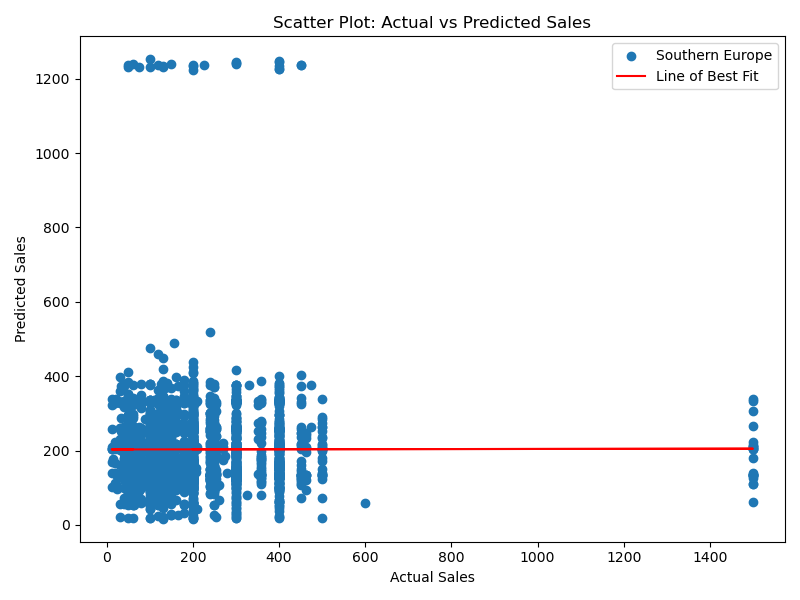 Scatter Plot: Actual vs Predicted Sales
Southern Europe
Line of Best Fit
Predicted Sales
1200
1000
800
600
400
200
0
0 200 400 600 800 1000 1200 1400
Actual Sales